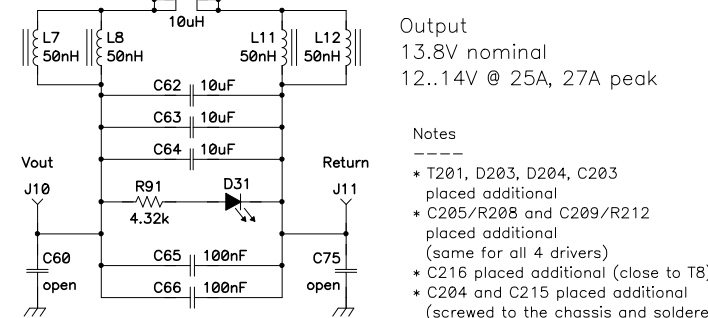 10uH
L7
50nH
L8
50nH
L11
50nH
L12
50nH
C62 10uF
C63 10uF
C64 10uF
Vout
J10
R91
4.32k
D31
Return
J11
C60
open
C65 100nF
C66 100nF
C75
open
Output
13.8V nominal
12..14V @ 25A, 27A peak
Notes
----
* T201, D203, D204, C203
placed additional
* C205/R208 and C209/R212
placed additional
(same for all 4 drivers)
* C216 placed additional (close to T8)
* C204 and C215 placed additional
(screwed to the chassis and soldere